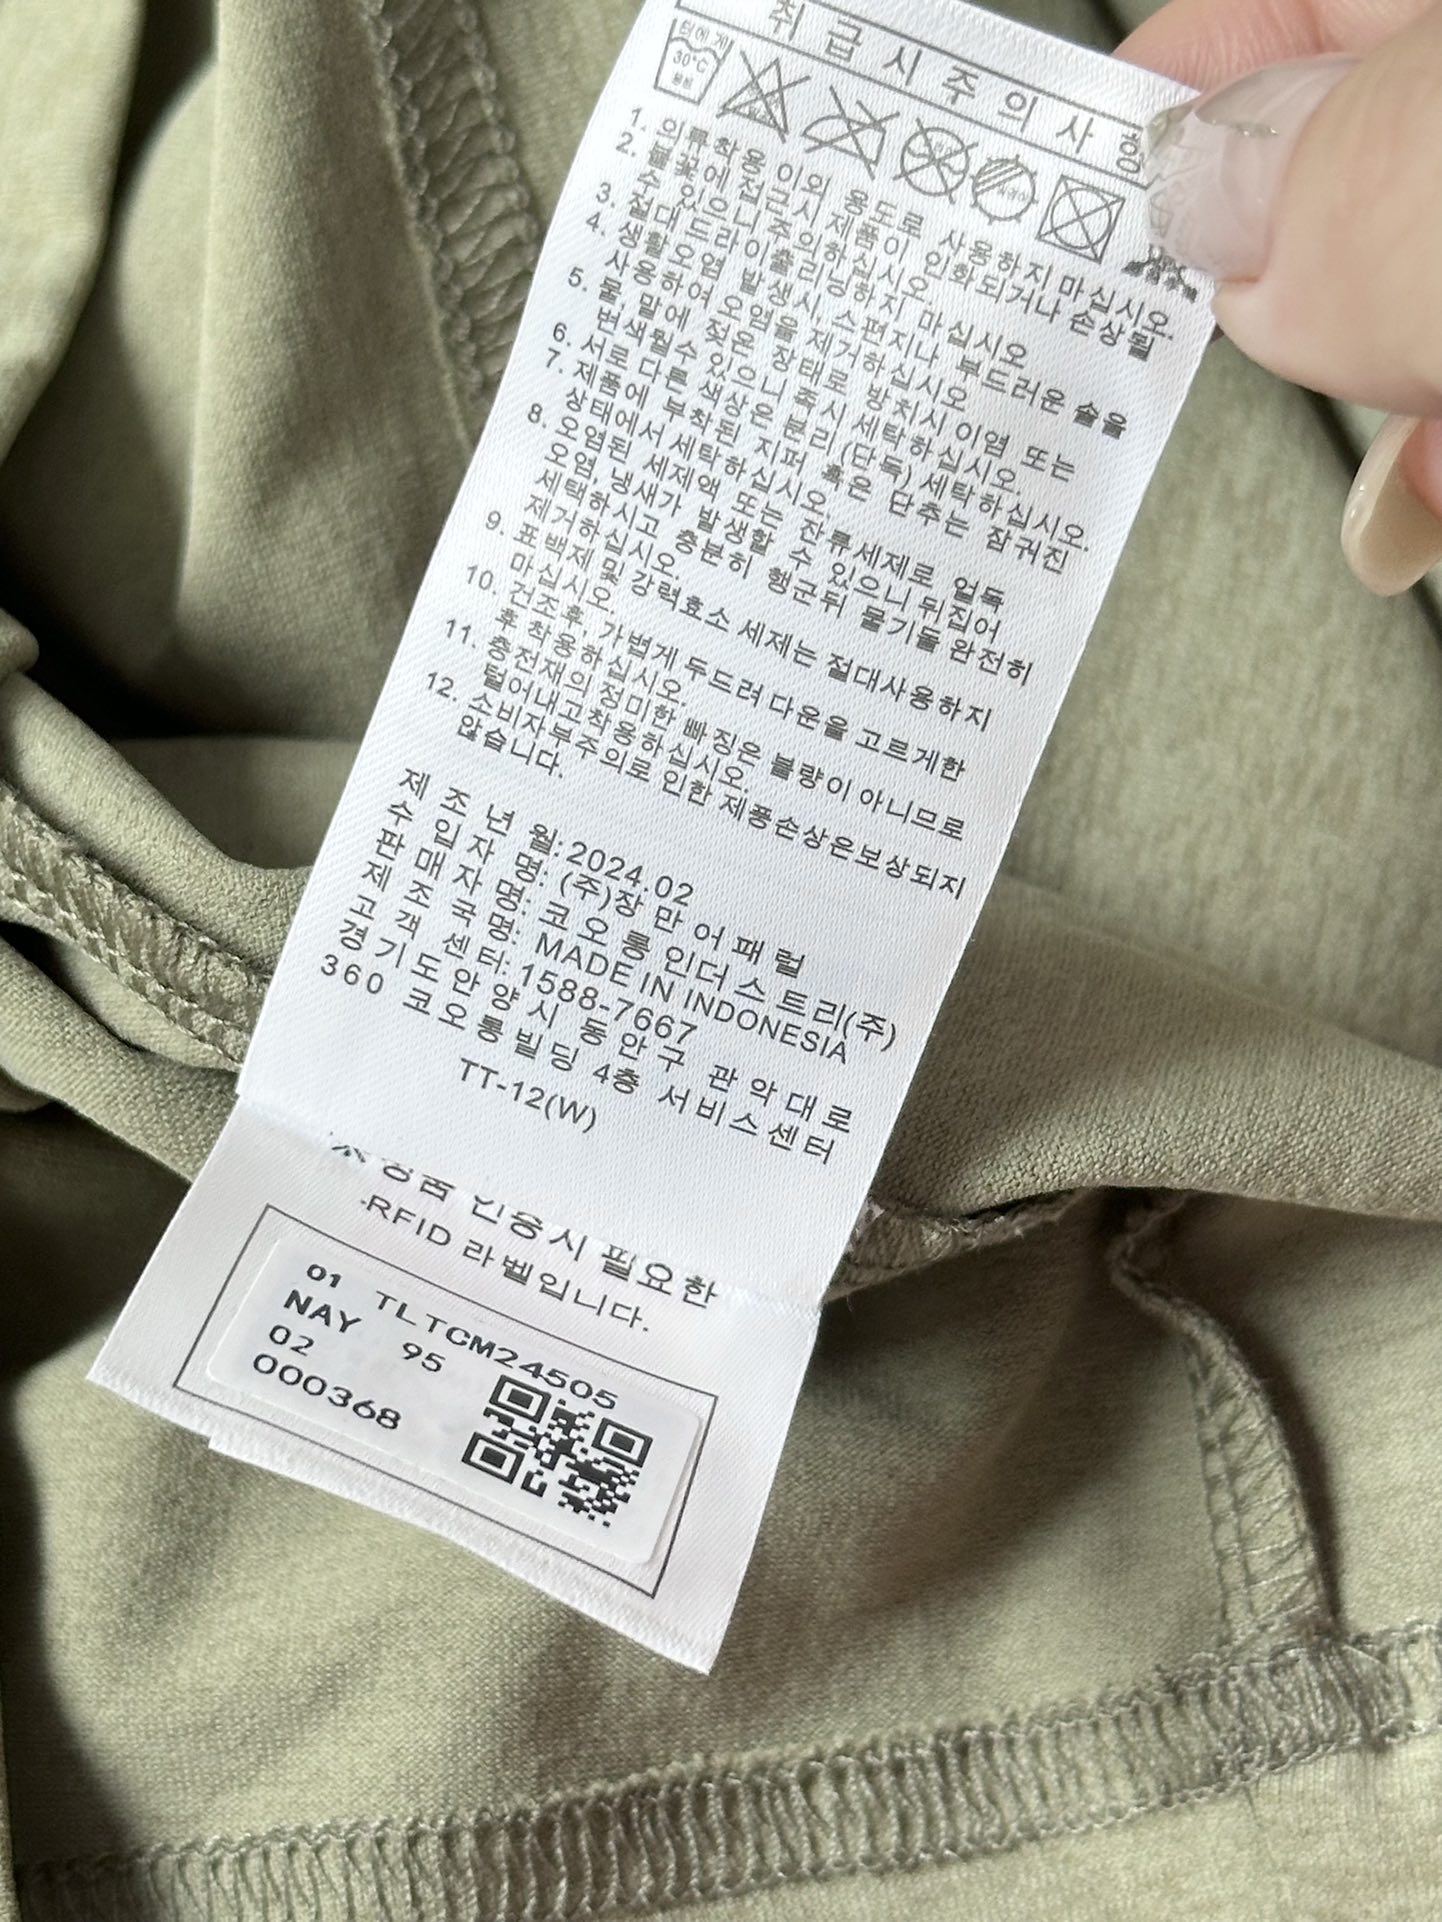 취급시주의사항
30°C
1. 의류착용 이외 용도로 사용하지 마십시오.
2. 불꽃에 접근시 제품이 인화되거나 손상될
수 있으니 주의하십시오.
3. 절대 드라이클리닝하지 마십시오
4. 생활오염 발생시, 스펀지나 부드러운 솔을
사용하여 오염을 제거하십시오
5. 물, 땀에 젖은 상태로 방치시 이염 또는
변색될수 있으니 즉시 세탁하십시오.
6. 서로 다른 색상은 분리 (단독) 세탁하십시오.
7. 제품에 부착된 지퍼 혹은 단추는 잠궈진
상태에서 세탁하십시오.
8. 오염된 세제액 또는 잔류세제로 얼룩
오염, 냉새가 발생할 수 있으니 뒤집어
세택하시고 충분히 행군뒤 물기들 완전히
제거하십시오.
9. 표백제 및 강력효소 세제는 절대사용하지
마십시오.
10. 건조후, 가볍게 두드려 다운을 고르게한
후 착용하십시오.
11. 충전재의 정미한 빠징은 불량이 아니므로
털어내고착용하십시오.
12. 소비자부주의로 인한 제품손상은보상되지
않습니다.
제 조 년 월: 2024.02
수 입 자 명: (주)장만어패럴
판 매 자 명: 코오롱인더스트리(주)
제 조 국 명: MADE IN INDONESIA
고 객 센 터: 1588-7667
경기도안양시 동안구 관악대로
360 코오롱빌딩 4층 서비스센터
TT-12(W)
필요한
-RFID 라벨입니다.
01 TLTCM24505
NAY 95
02
000368